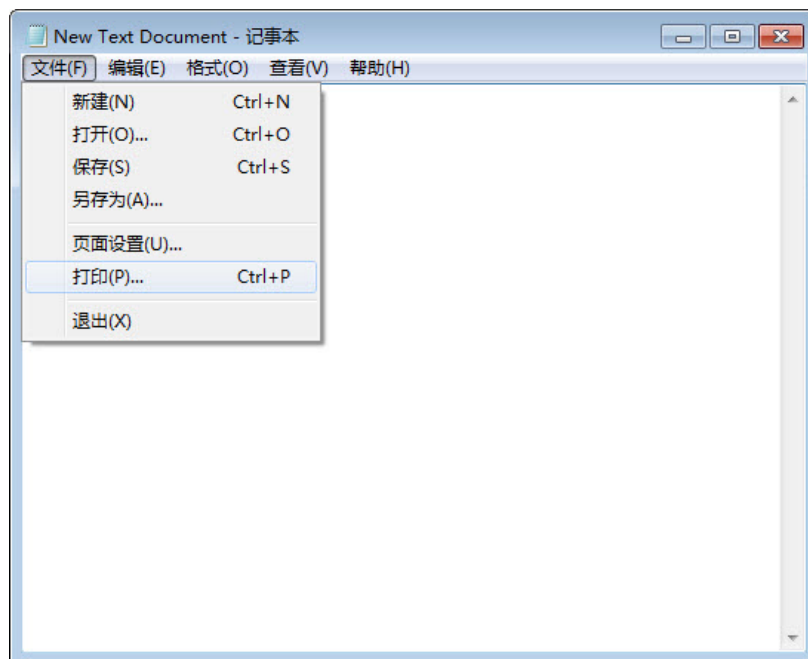 New Text Document - 记事本
文件(F) 编辑(E) 格式(O) 查看(V) 帮助(H)
新建(N) Ctrl+N
打开(O)... Ctrl+O
保存(S) Ctrl+S
另存为(A)...
页面设置(U)...
打印(P)... Ctrl+P
退出(X)